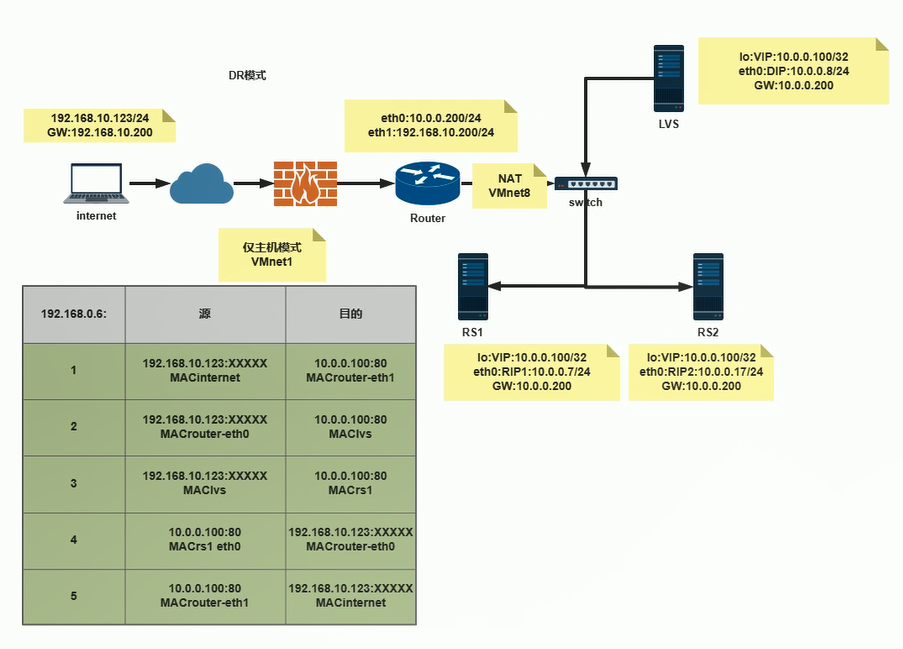 DR模式
lo:VIP:10.0.0.100/32
eth0:DIP:10.0.0.8/24
GW:10.0.0.200
LVS
192.168.10.123/24
GW:192.168.10.200
eth0:10.0.0.200/24
eth1:192.168.10.200/24
internet
Router
NAT
VMnet8
switch
仅主机模式
VMnet1
RS1
RS2
lo:VIP:10.0.0.100/32
eth0:RIP1:10.0.0.7/24
GW:10.0.0.200
lo:VIP:10.0.0.100/32
eth0:RIP2:10.0.0.17/24
GW:10.0.0.200
192.168.0.6: 源 目的
1
192.168.10.123:XXXXX
MACinternet
10.0.0.100:80
MACrouter-eth1
2
192.168.10.123:XXXXX
MACrouter-eth0
10.0.0.100:80
MAClvs
3
192.168.10.123:XXXXX
MAClvs
10.0.0.100:80
MACrs1
4
10.0.0.100:80
MACrs1 eth0
192.168.10.123:XXXXX
MACrouter-eth0
5
10.0.0.100:80
MACrouter-eth1
192.168.10.123:XXXXX
MACinternet